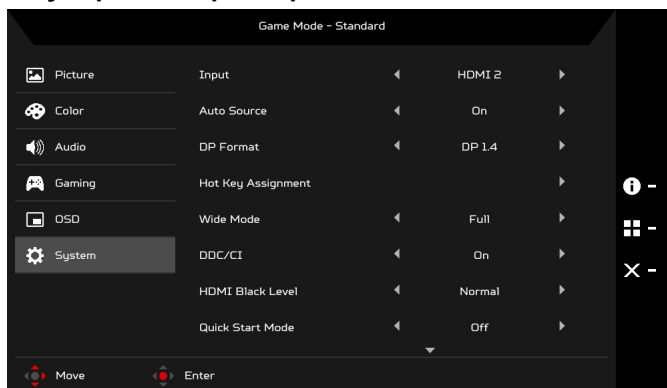 Game Mode - Standard
Picture
Input HDMI 2
Color
Auto Source On
Audio
DP Format DP 1.4
Gaming
Hot Key Assignment
OSD
Wide Mode Full
System
DDC/CI On
HDMI Black Level Normal
Quick Start Mode Off
Move Enter